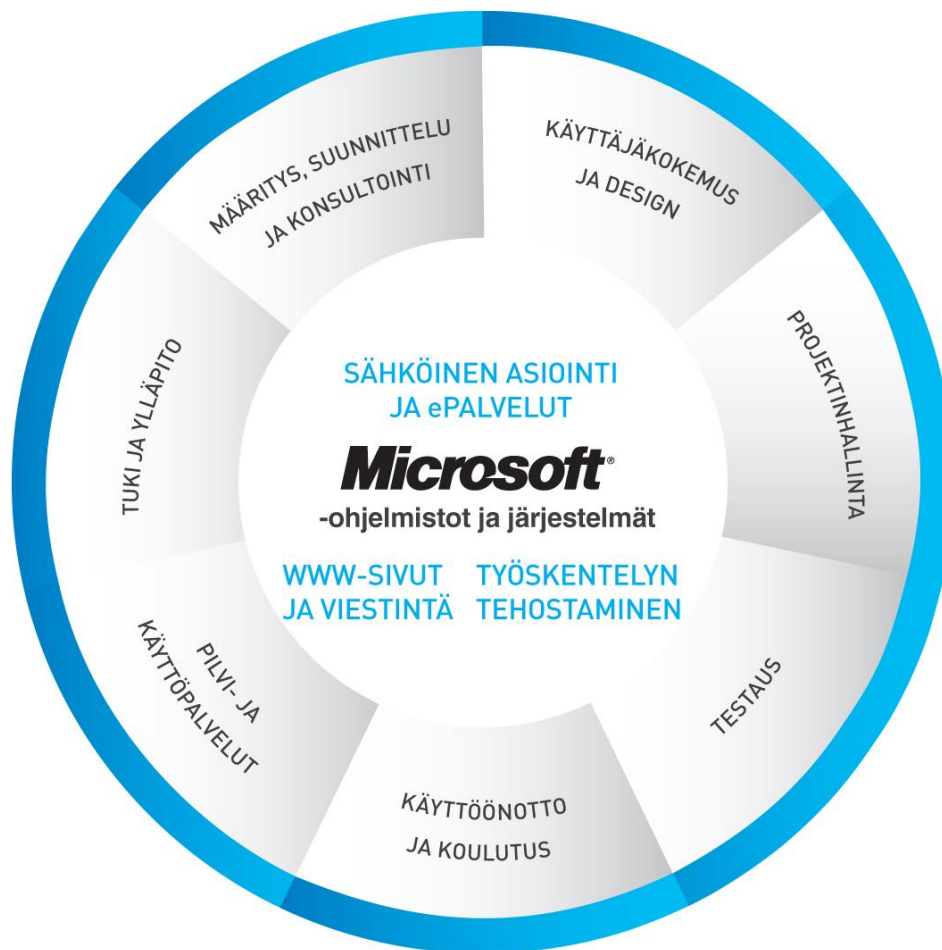 MÄÄRITYS, SUUNNITTELU
JA KONSULTOINTI
KÄYTTÄJÄKOKEMUS
JA DESIGN
PROJEKTINHALLINTA
TESTAUS
KÄYTTÖÖNOTTO
JA KOULUTUS
PILVI- JA
KÄYTTÖPALVELUT
TUKI JA YLLÄPITO
SÄHKÖINEN ASIOINTI
JA ePALVELUT
Microsoft®
-ohjelmistot ja järjestelmät
WWW-SIVUT
JA VIESTINTÄ
TYÖSKENTELYN
TEHOSTAMINEN